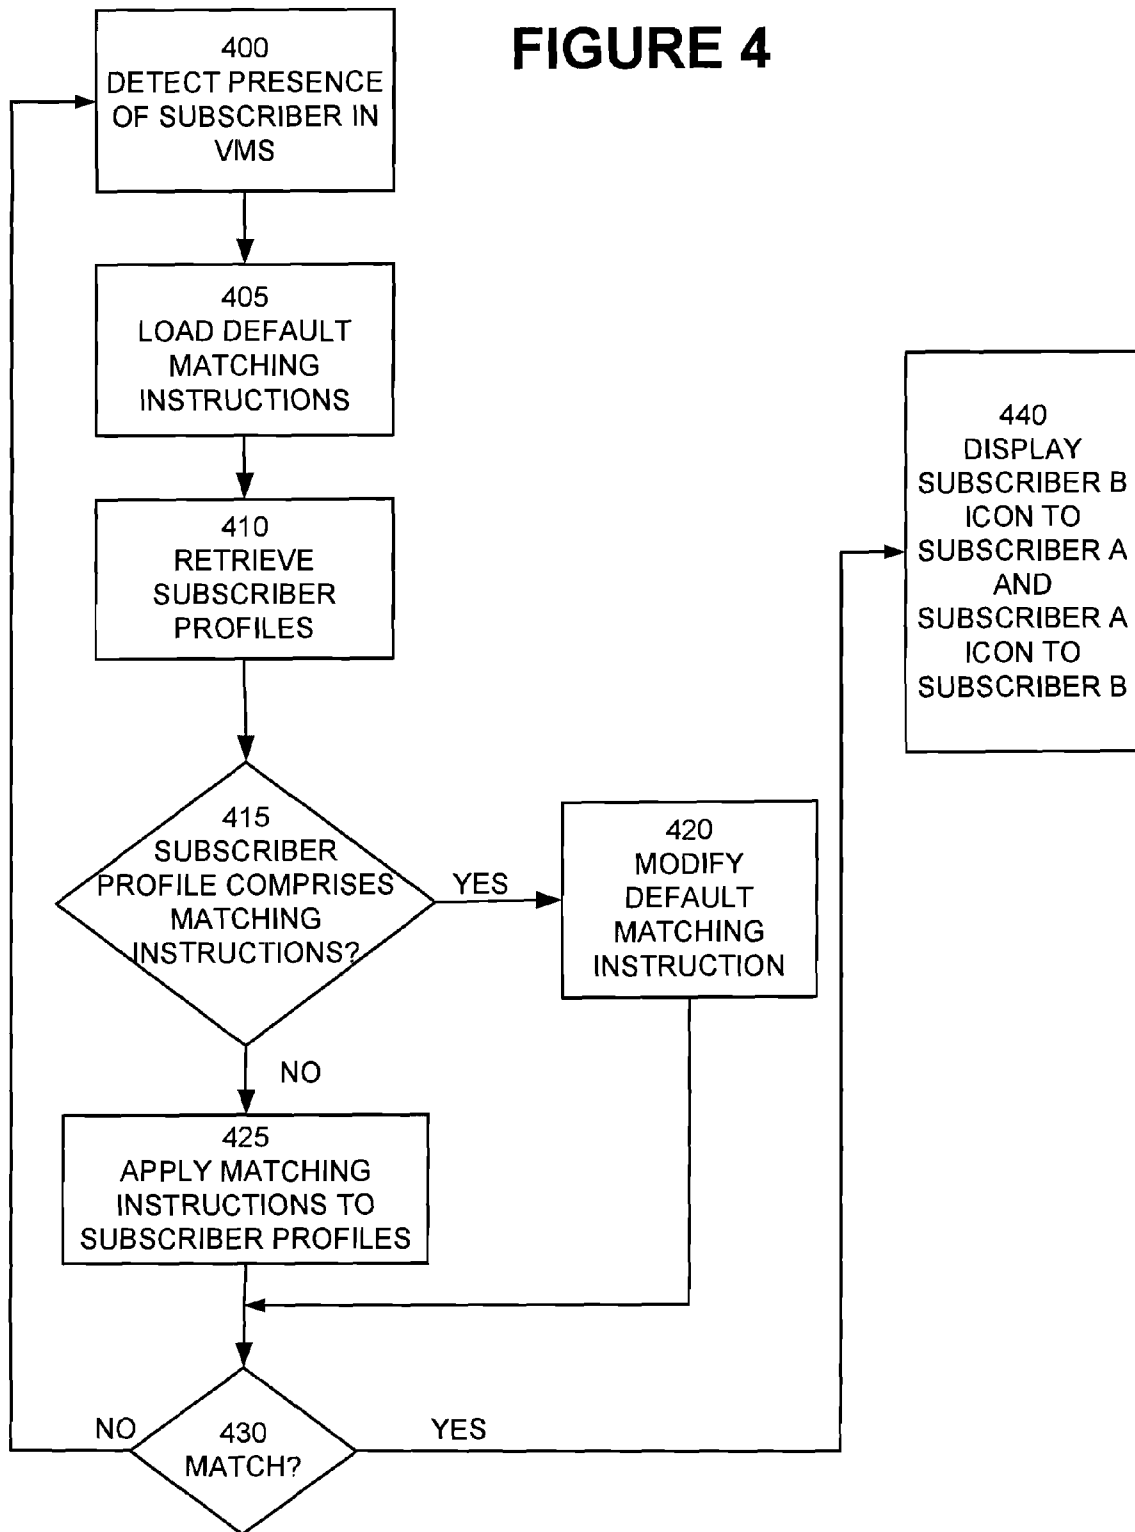 FIGURE 4
400
DETECT PRESENCE
OF SUBSCRIBER IN
VMS
405
LOAD DEFAULT
MATCHING
INSTRUCTIONS
410
RETRIEVE
SUBSCRIBER
PROFILES
415
SUBSCRIBER
PROFILE COMPRISES
MATCHING
INSTRUCTIONS?
YES
420
MODIFY
DEFAULT
MATCHING
INSTRUCTION
NO
425
APPLY MATCHING
INSTRUCTIONS TO
SUBSCRIBER PROFILES
430
MATCH?
NO
YES
440
DISPLAY
SUBSCRIBER B
ICON TO
SUBSCRIBER A
AND
SUBSCRIBER A
ICON TO
SUBSCRIBER B